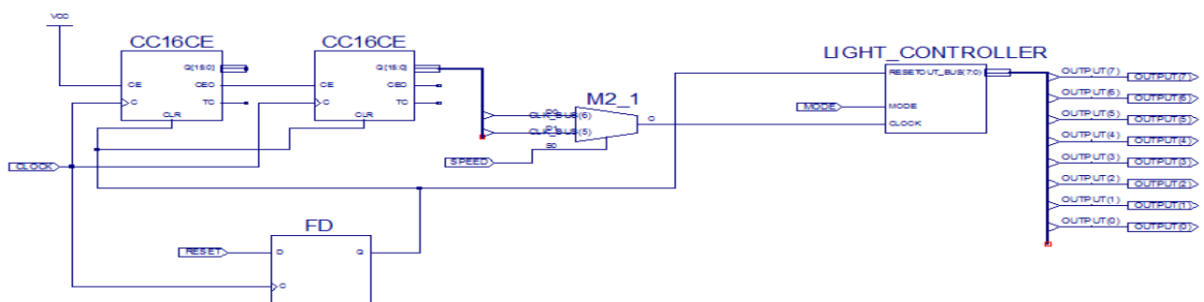 VCC
CC16CE
CC16CE
LIGHT_CONTROLLER
Q[15:0]
Q[15:0]
CE
CEO
CE
CEO
C
TC
C
TC
CLR
CLR
M2_1
D0
CLK_BUS(6)
D1
CLK_BUS(5)
S0
O
SPEED
CLOCK
RESET
OUT_BUS(7:0)
MODE
MODE
CLOCK
OUTPUT(7)
OUTPUT(7)
OUTPUT(6)
OUTPUT(6)
OUTPUT(5)
OUTPUT(5)
OUTPUT(4)
OUTPUT(4)
OUTPUT(3)
OUTPUT(3)
OUTPUT(2)
OUTPUT(2)
OUTPUT(1)
OUTPUT(1)
OUTPUT(0)
OUTPUT(0)
FD
RESET
D
Q
C